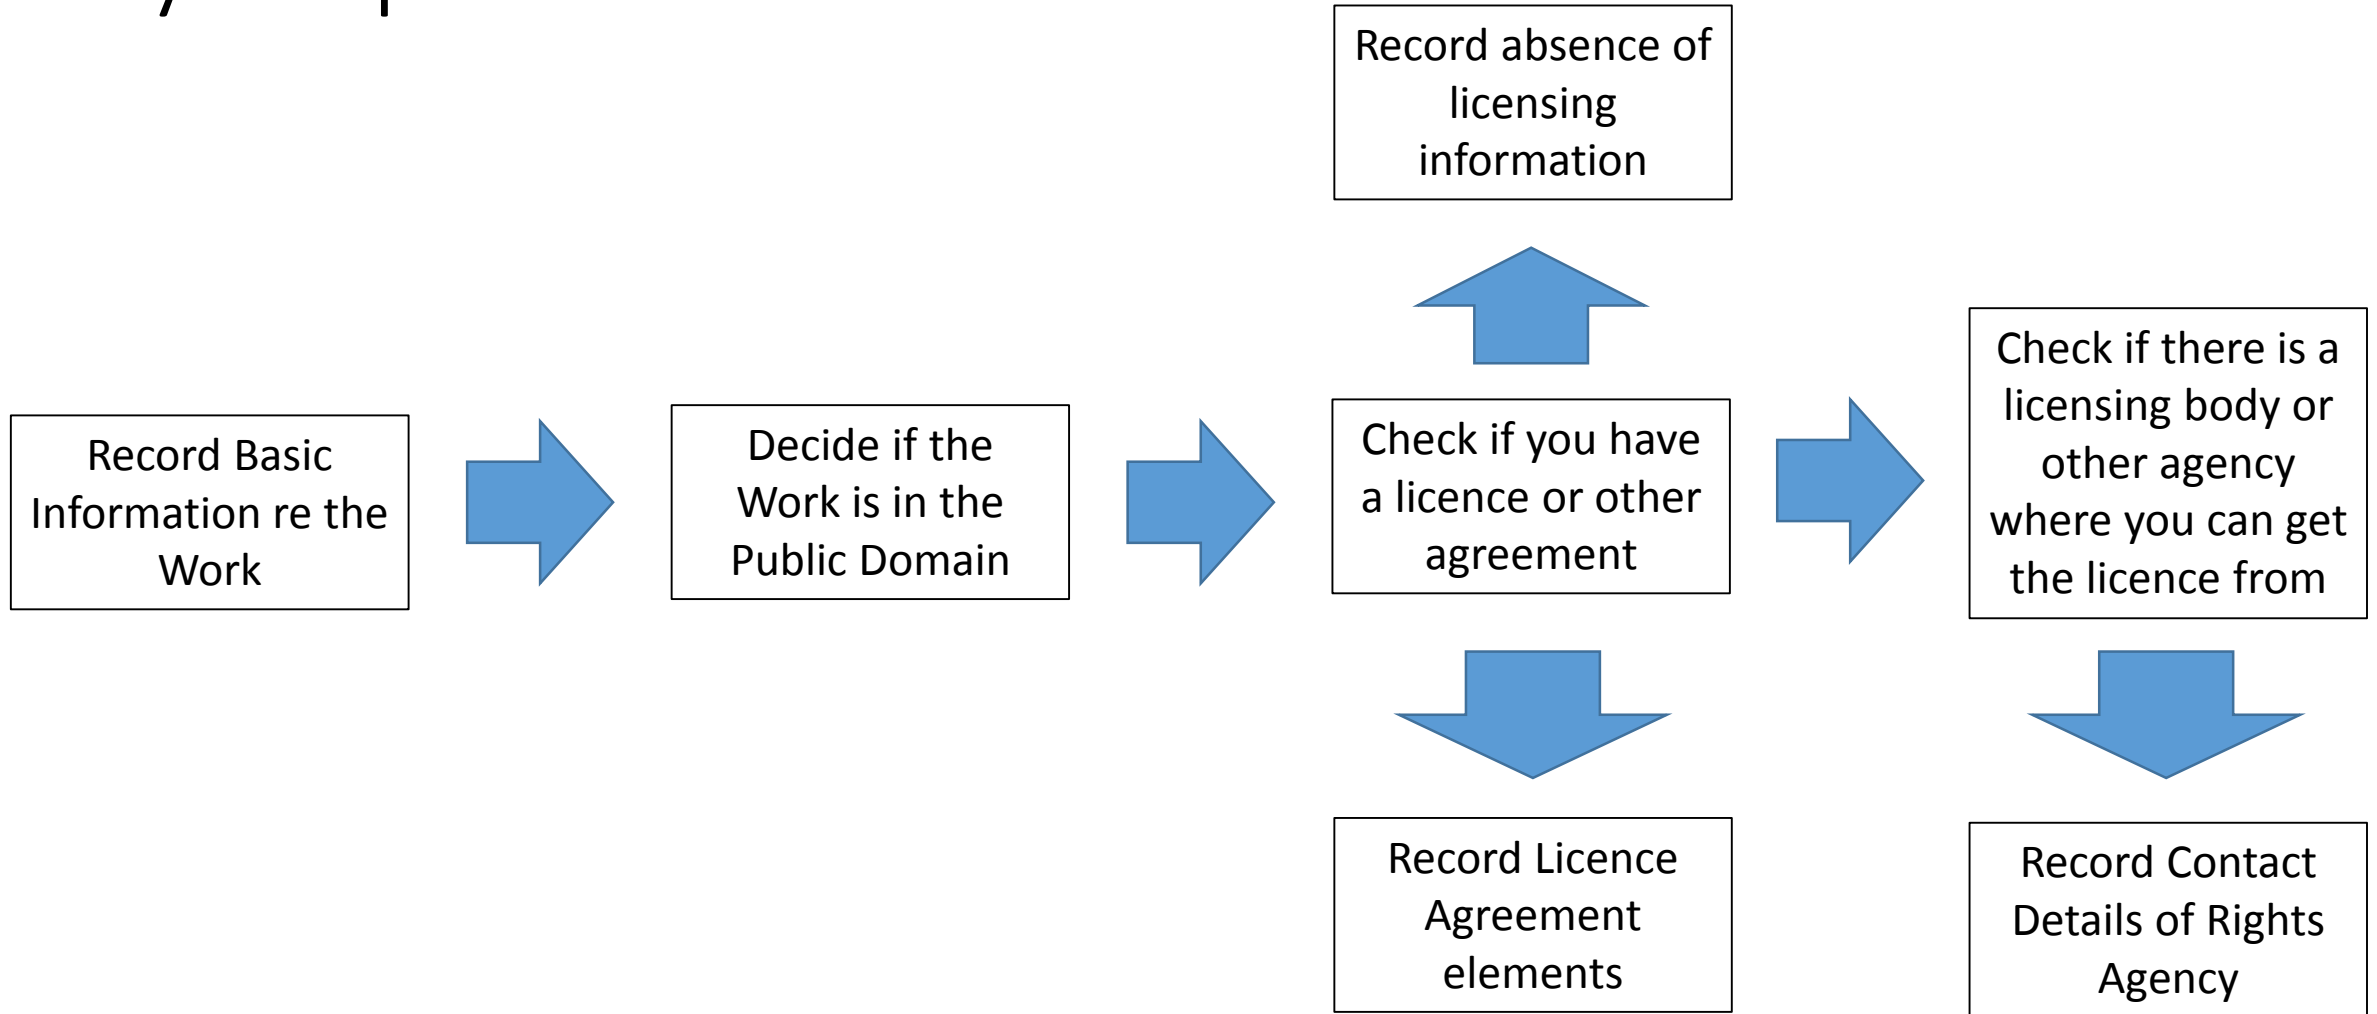 Record absence of
licensing
information
Record Basic
Information re the
Work
Decide if the
Work is in the
Public Domain
Check if you have
a licence or other
agreement
Check if there is a
licensing body or
other agency
where you can get
the licence from
Record Licence
Agreement
elements
Record Contact
Details of Rights
Agency